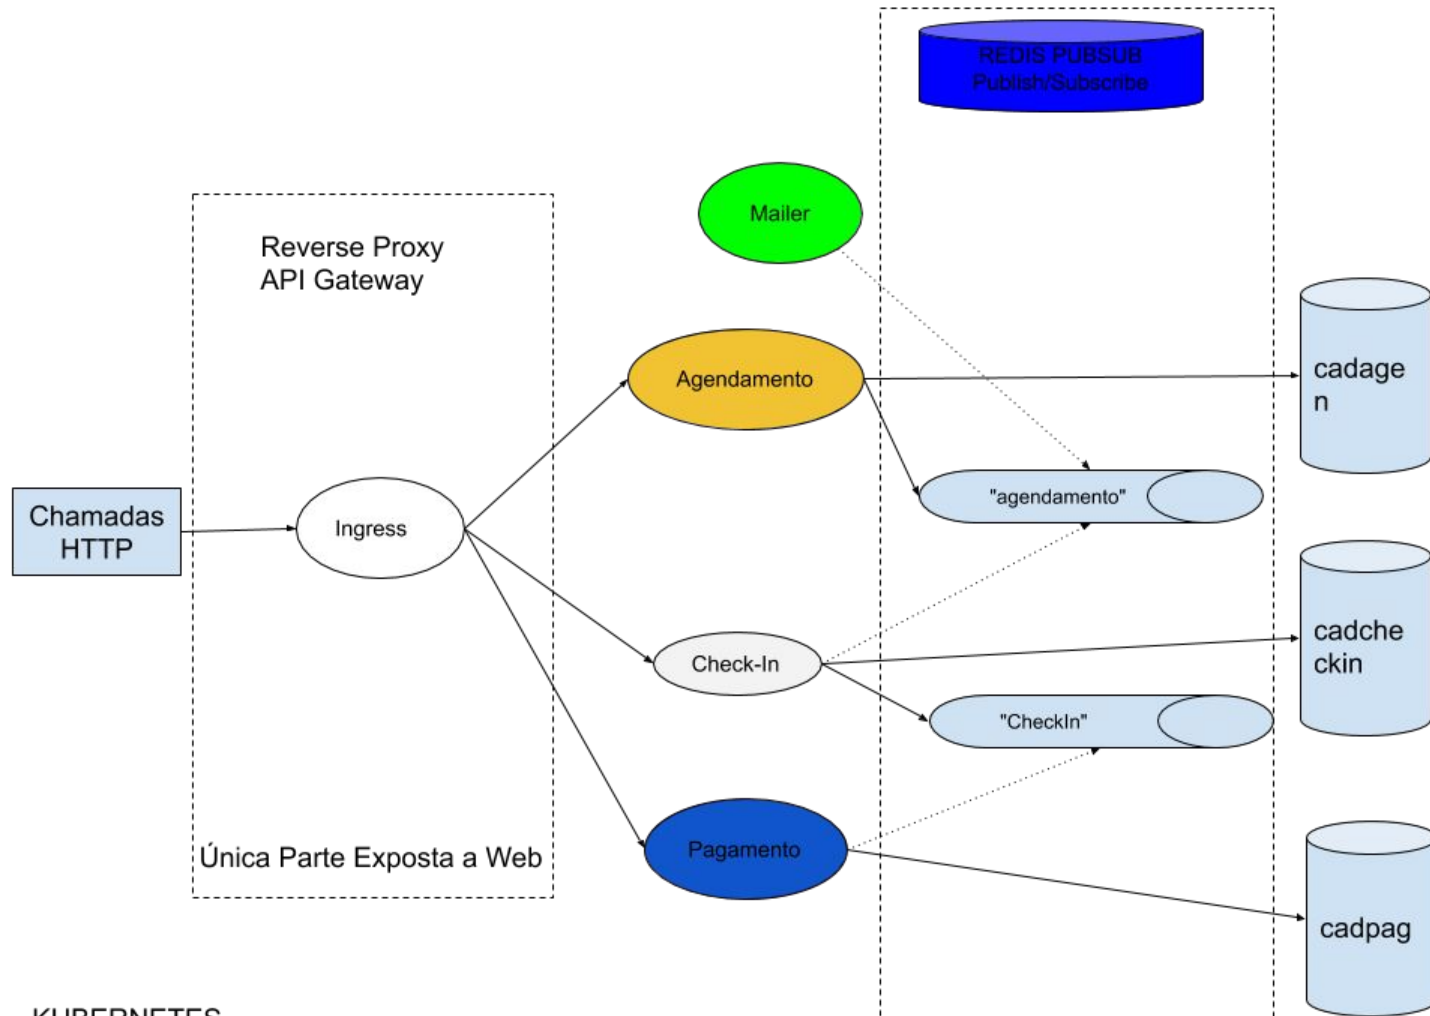 REDIS PUBSUB
Publish/Subscribe
Mailer
Reverse Proxy
API Gateway
Agendamento
cadage
n
"agendamento"
Chamadas
HTTP
Ingress
cadche
ckin
Check-In
"CheckIn"
Pagamento
Única Parte Exposta a Web
cadpag
KUBERNETES